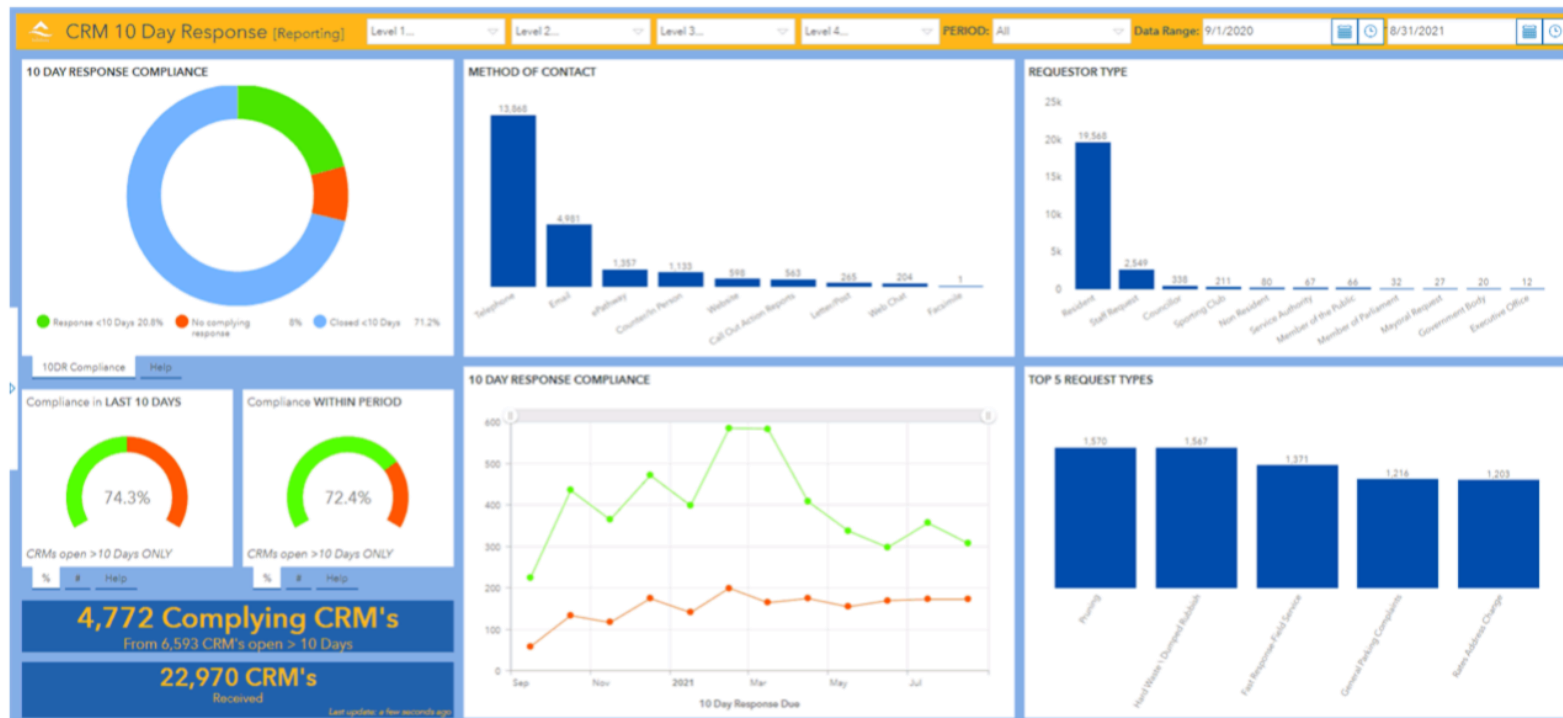 CRM 10 Day Response [Reporting]
Level 1...
Level 2...
Level 3...
Level 4...
PERIOD: All
Data Range: 9/1/2020
8/31/2021
10 DAY RESPONSE COMPLIANCE
Response <10 Days 20.8%
No complying response 8%
Closed <10 Days 71.2%
10DR Compliance
Help
Compliance in LAST 10 DAYS
74.3%
CRMs open >10 Days ONLY
%
#
Help
Compliance WITHIN PERIOD
72.4%
CRMs open >10 Days ONLY
%
#
Help
4,772 Complying CRM's
From 6,593 CRM's open > 10 Days
22,970 CRM's
Received
Last update: a few seconds ago
METHOD OF CONTACT
13,868
4,981
1,357
1,133
598
563
265
204
1
Telephone
Email
ePathway
Counter/In Person
Website
Call Out Action Reports
Letter/Post
Web Chat
Facsimile
10 DAY RESPONSE COMPLIANCE
600
500
400
300
200
100
0
Sep
Nov
2021
Mar
May
Jul
10 Day Response Due
REQUESTOR TYPE
25k
20k
15k
10k
5k
0
19,568
2,549
338
211
80
67
66
32
27
20
12
Resident
Staff Request
Councillor
Sporting Club
Non Resident
Service Authority
Member of the Public
Member of Parliament
Mayoral Request
Government Body
Executive Office
TOP 5 REQUEST TYPES
1,570
1,567
1,371
1,216
1,203
Pruning
Hard Waste \ Dumped Rubbish
Fast Response Field Service
General Parking Complaints
Rates Address Change